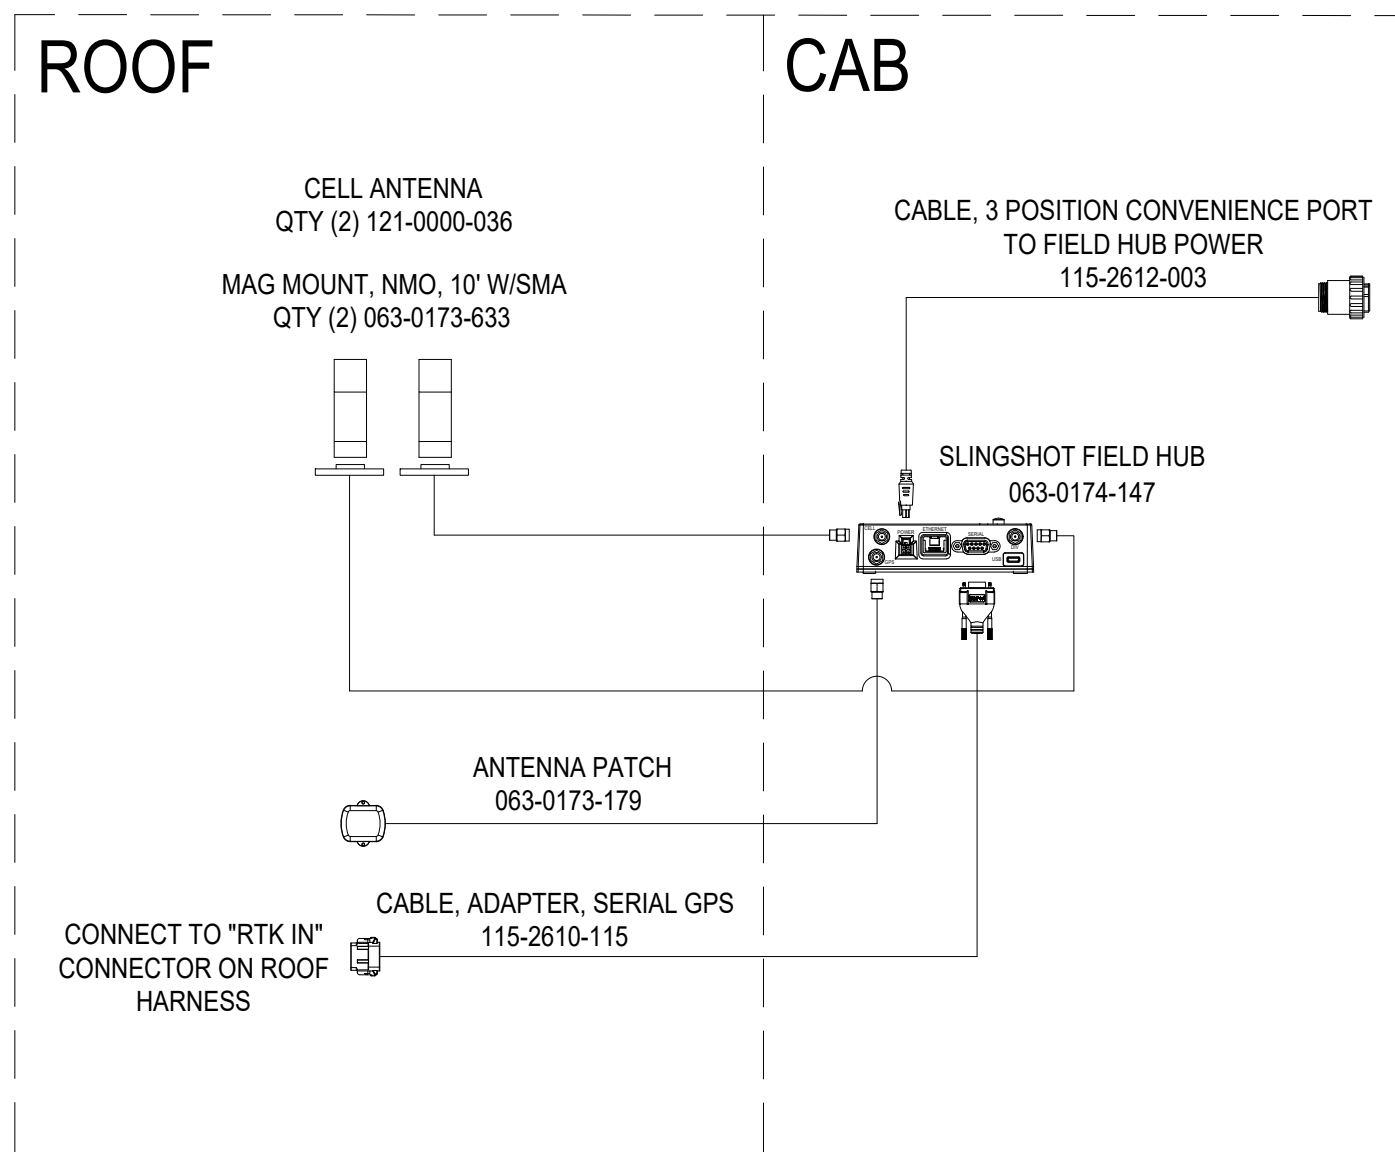 ROOF
CAB
CELL ANTENNA
QTY (2) 121-0000-036
MAG MOUNT, NMO, 10' W/SMA
QTY (2) 063-0173-633
CABLE, 3 POSITION CONVENIENCE PORT
TO FIELD HUB POWER
115-2612-003
SLINGSHOT FIELD HUB
063-0174-147
CELL
POWER
ETHERNET
SERIAL
DIV
GPS
USB
ANTENNA PATCH
063-0173-179
CABLE, ADAPTER, SERIAL GPS
115-2610-115
CONNECT TO "RTK IN"
CONNECTOR ON ROOF
HARNESS